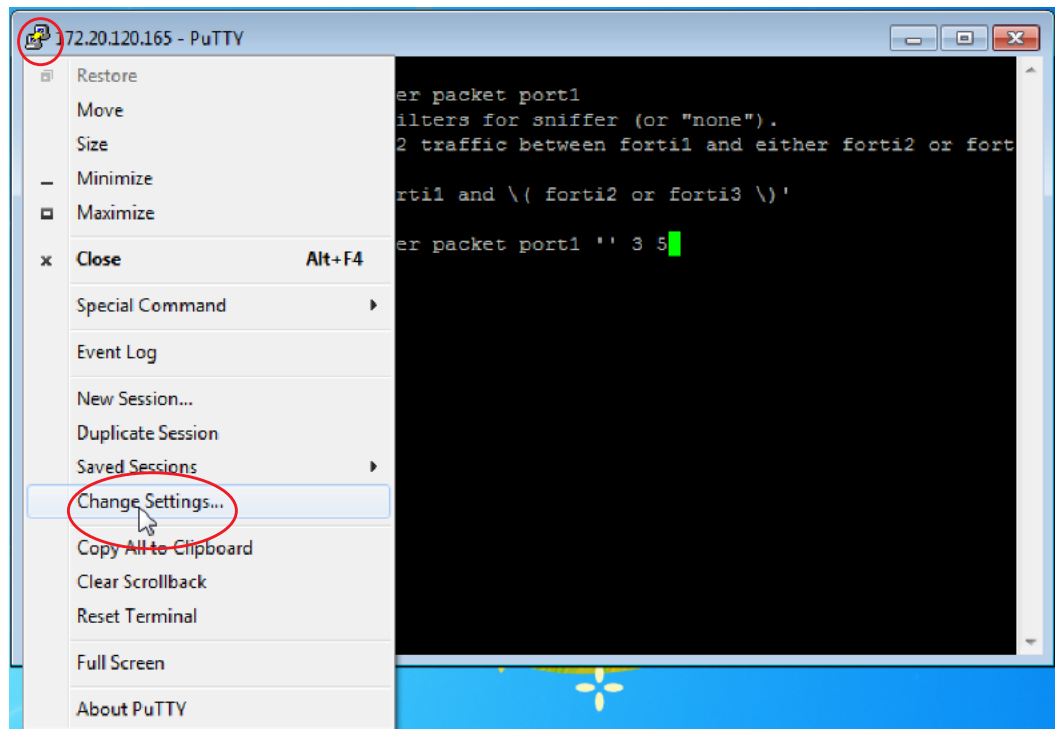 172.20.120.165 - PuTTY
Restore
Move
Size
Minimize
Maximize
Close Alt+F4
Special Command
Event Log
New Session...
Duplicate Session
Saved Sessions
Change Settings...
Copy All to Clipboard
Clear Scrollback
Reset Terminal
Full Screen
About PuTTY
er packet port1
ilters for sniffer (or "none").
2 traffic between forti1 and either forti2 or fort
rti1 and \( forti2 or forti3 \)'
er packet port1 '' 3 5